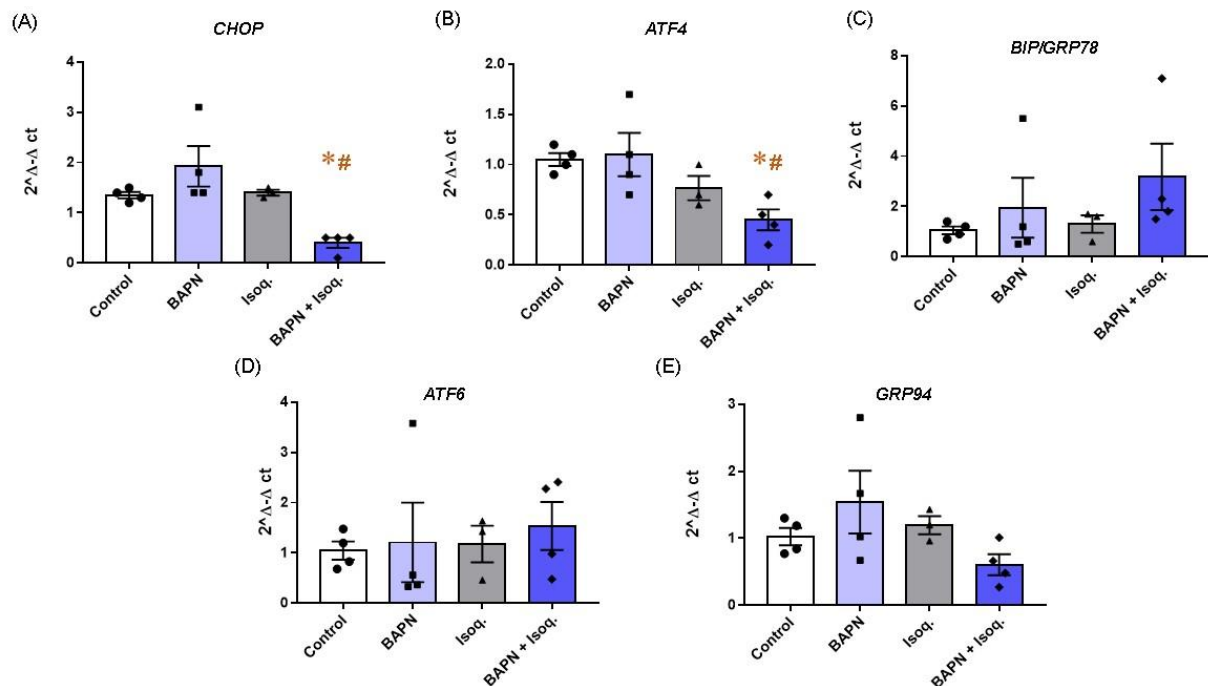 (A)
CHOP
2^Δ-Δ ct
4
3
2
1
0
*#
Control
BAPN
Isoq.
BAPN + Isoq.
(B)
ATF4
2^Δ-Δ ct
2.0
1.5
1.0
0.5
0.0
*#
Control
BAPN
Isoq.
BAPN + Isoq.
(C)
BIP/GRP78
2^Δ-Δ ct
8
6
4
2
0
Control
BAPN
Isoq.
BAPN + Isoq.
(D)
ATF6
2^Δ-Δ ct
4
3
2
1
0
Control
BAPN
Isoq.
BAPN + Isoq.
(E)
GRP94
2^Δ-Δ ct
3
2
1
0
Control
BAPN
Isoq.
BAPN + Isoq.